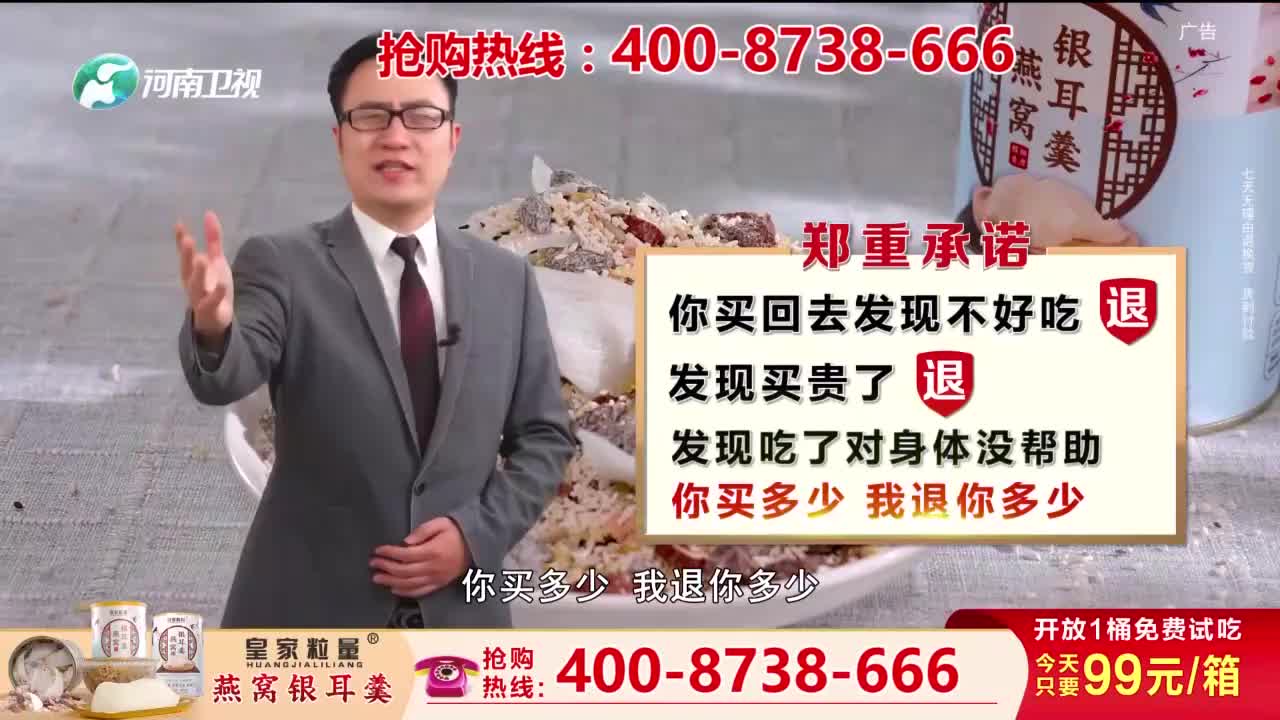 抢购热线：400-8738-666
广告
河南卫视
燕窝
银耳羹
郑重承诺
你买回去发现不好吃 退
发现买贵了 退
发现吃了对身体没帮助
你买多少 我退你多少
你买多少 我退你多少
皇家粒量®
HUANGJIALILIANG
燕窝银耳羹
抢购
热线:
400-8738-666
开放1桶免费试吃
今天
只要
99元/箱